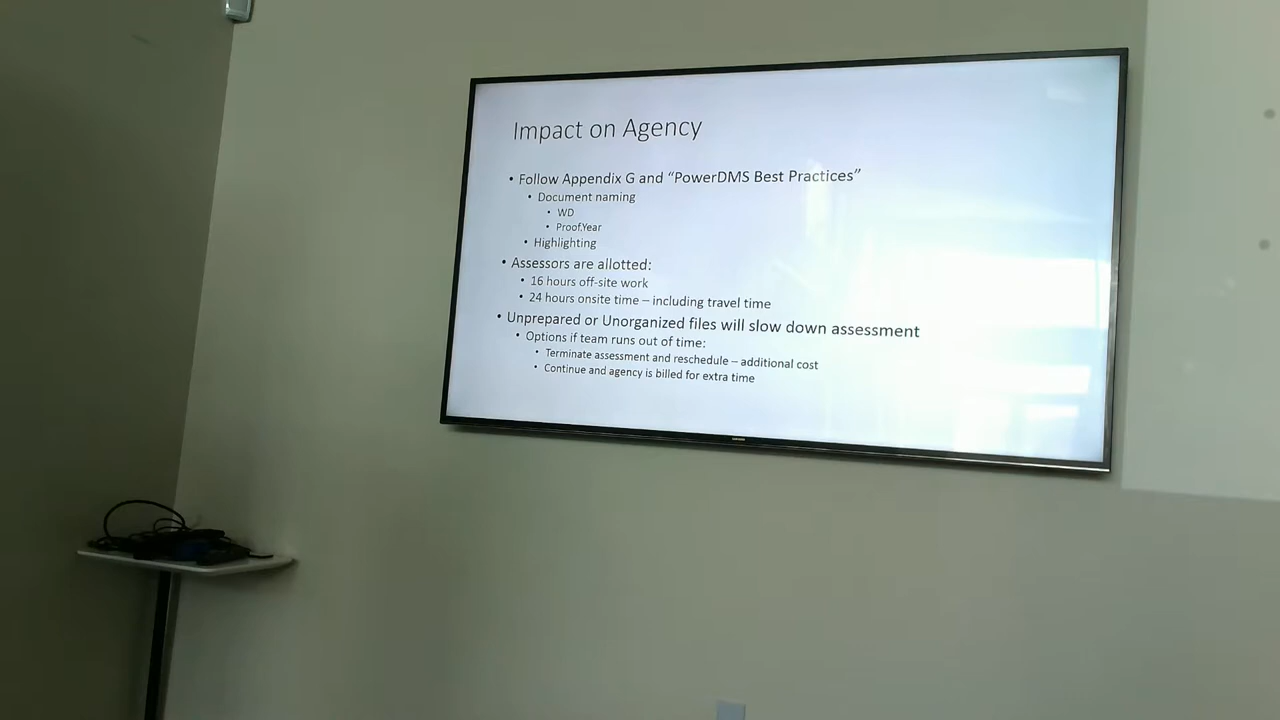 Impact on Agency
• Follow Appendix G and “PowerDMS Best Practices”
• Document naming
• WD
• Proof.Year
• Highlighting
• Assessors are allotted:
• 16 hours off-site work
• 24 hours onsite time – including travel time
• Unprepared or Unorganized files will slow down assessment
• Options if team runs out of time:
• Terminate assessment and reschedule – additional cost
• Continue and agency is billed for extra time
SAMSUNG